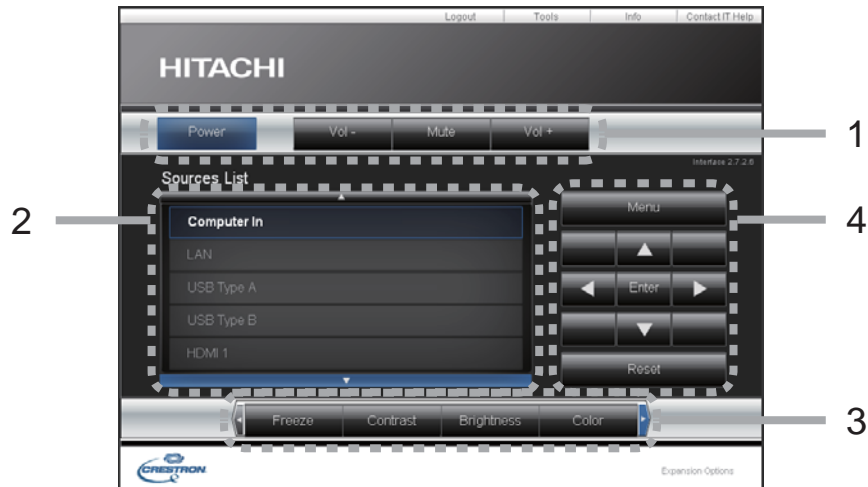 Logout Tools Info Contact IT Help
HITACHI
Power Vol - Mute Vol + 1
Interface 2.7.2.6
Sources List
2 Computer In Menu 4
LAN
USB Type A Enter
USB Type B
HDMI 1 Reset
Freeze Contrast Brightness Color 3
CRESTRON Expansion Options